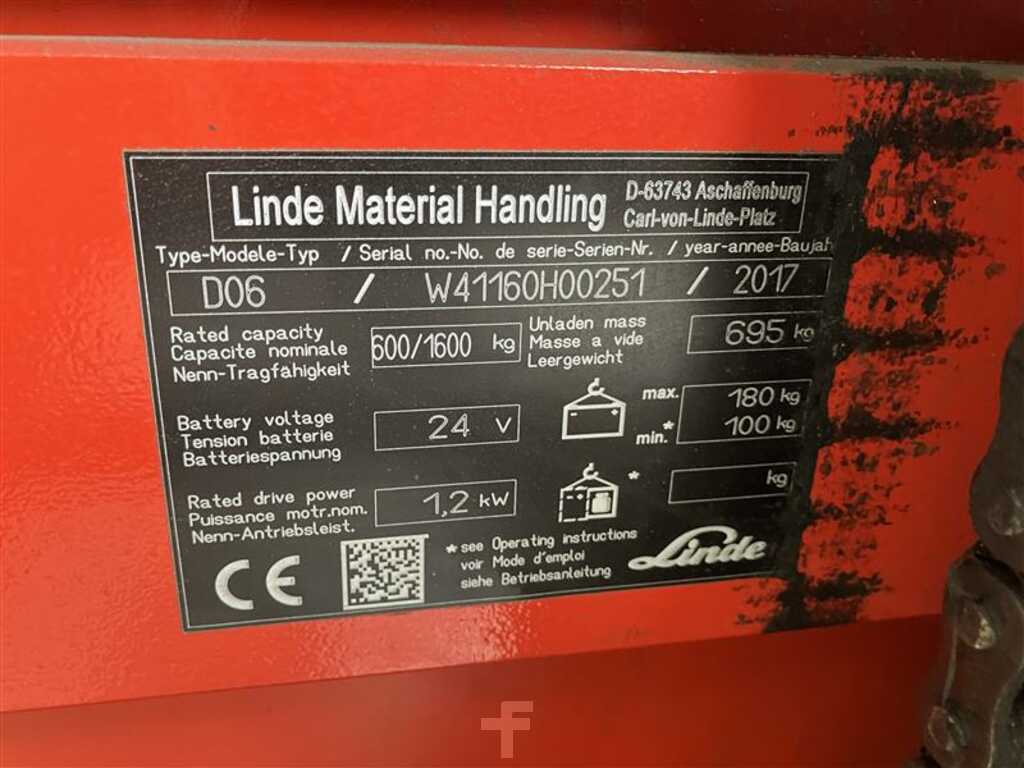 Linde Material Handling
D-63743 Aschaffenburg
Carl-von-Linde-Platz
Type-Modele-Typ / Serial no.-No. de serie-Serien-Nr. / year-annee-Baujah
D06 / W41160H00251 / 2017
Rated capacity
Capacite nominale
Nenn-Tragfähigkeit
600/1600 kg
Unladen mass
Masse a vide
Leergewicht
695 kg
Battery voltage
Tension batterie
Batteriespannung
24 V
max. 180 kg
min.* 100 kg
Rated drive power
Puissance motr.nom.
Nenn-Antriebsleist.
1,2 kW
* kg
CE
* see Operating instructions
voir Mode d'emploi
siehe Betriebsanleitung
Linde